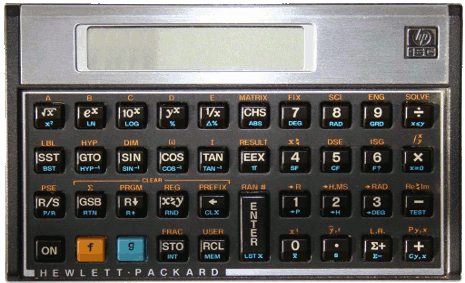 hp
15C
A B C D E MATRIX FIX SCI ENG SOLVE
√x eˣ 10ˣ yˣ 1/x CHS 7 8 9 ÷
x² LN LOG % Δ% ABS DEG RAD GRD x≤y
LBL HYP DIM (i) I RESULT x≷ DSE ISG ∫
SST GTO SIN COS TAN EEX 4 5 6 ×
BST HYP⁻¹ SIN⁻¹ COS⁻¹ TAN⁻¹ π SF CF F? x=0
CLEAR
PSE Σ PRGM REG PREFIX RAN # →R →H.MS →RAD Re≷Im
R/S GSB R↓ x≷y ← ENTER 1 2 3 −
P/R RTN R↑ RND CLx →P →H →DEG TEST
FRAC USER x! ŷ,r L.R. Py,x
ON f g STO RCL 0 • Σ+ +
INT MEM LST x x̄ s Σ− Cy,x
HEWLETT·PACKARD